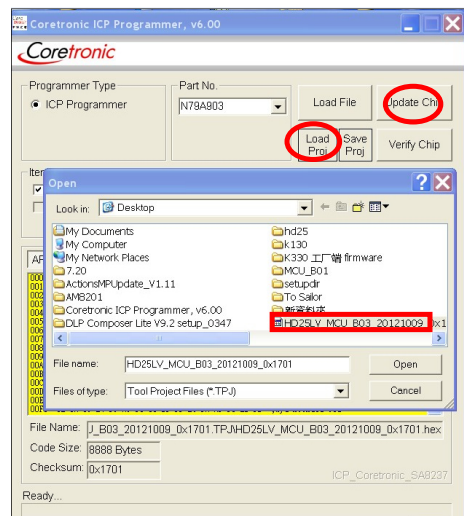 Coretronic ICP Programmer, v6.00
Coretronic
Programmer Type
ICP Programmer
Part No.
N79A903
Load File
Update Chip
Load Proj
Save Proj
Verify Chip
Open
Look in:
Desktop
My Documents
My Computer
My Network Places
7.20
ActionsMPUpdate_V1.11
AMB201
Coretronic ICP Programmer, v6.00
DLP Composer Lite V9.2 setup_0347
hd25
k130
K330 工厂端 firmware
MCU_B01
setupdir
To Sailor
HD25LV_MCU_B03_20121009_0x1
File name:
HD25LV_MCU_B03_20121009_0x1701
Open
Files of type:
Tool Project Files (*.TPJ)
Cancel
File Name:
J_B03_20121009_0x1701.TPJ\HD25LV_MCU_B03_20121009_0x1701.hex
Code Size:
8888 Bytes
Checksum:
0x1701
ICP_Coretronic_SA8237
Ready...